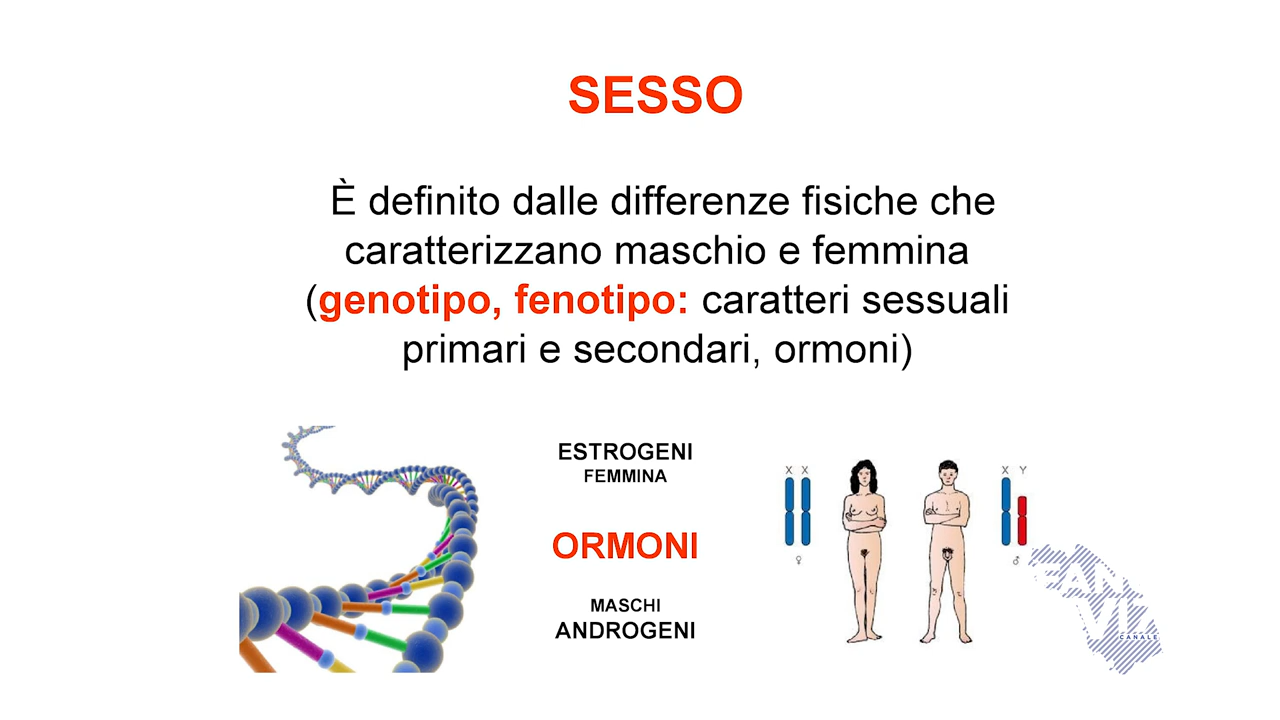 SESSO
È definito dalle differenze fisiche che
caratterizzano maschio e femmina
(genotipo, fenotipo: caratteri sessuali
primari e secondari, ormoni)
ESTROGENI
FEMMINA
ORMONI
MASCHI
ANDROGENI
X X
X Y
♀
♂
CANALE